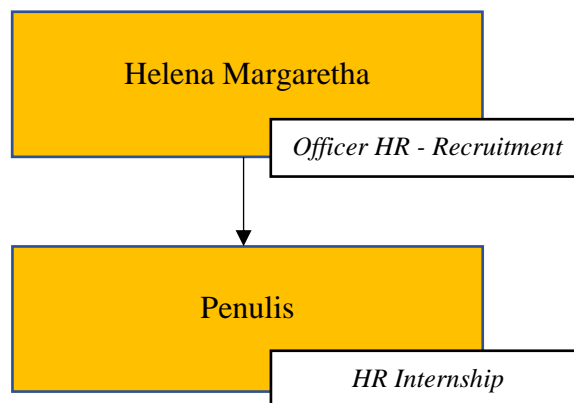 Helena Margaretha
Officer HR - Recruitment
Penulis
HR Internship